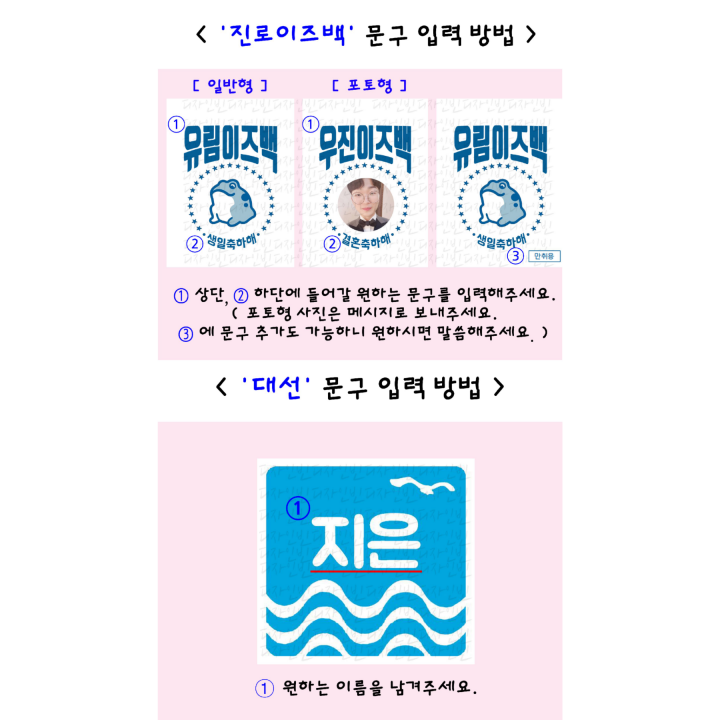 < '진로이즈백' 문구 입력 방법 >
[ 일반형 ] [ 포토형 ]
① ①
유림이즈백 우진이즈백 유림이즈백
② 생일축하해 ② 결혼축하해 생일축하해
③ 만취용
① 상단, ② 하단에 들어갈 원하는 문구를 입력해주세요.
( 포토형 사진은 메시지로 보내주세요.
③ 에 문구 추가도 가능하니 원하시면 말씀해주세요. )
< '대선' 문구 입력 방법 >
①
지은
① 원하는 이름을 남겨주세요.